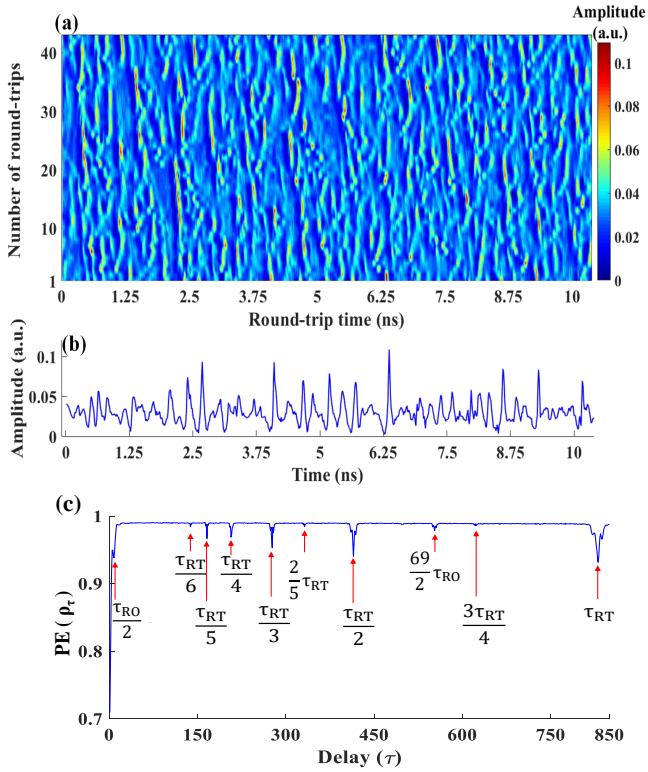 (a)
Amplitude
(a.u.)
Number of round-trips
40
30
20
10
1
0 1.25 2.5 3.75 5 6.25 7.5 8.75 10
Round-trip time (ns)
0.1
0.08
0.06
0.04
0.02
0
(b)
Amplitude (a.u.)
0.1
0.05
0
0 1.25 2.5 3.75 5 6.25 7.5 8.75 10
Time (ns)
(c)
PE (ρτ)
1
0.9
0.8
0.7
τRO/2
τRT/6
τRT/5
τRT/4
τRT/3
2/5 τRT
τRT/2
69/2 τRO
3τRT/4
τRT
0 150 300 450 600 750 850
Delay (τ)